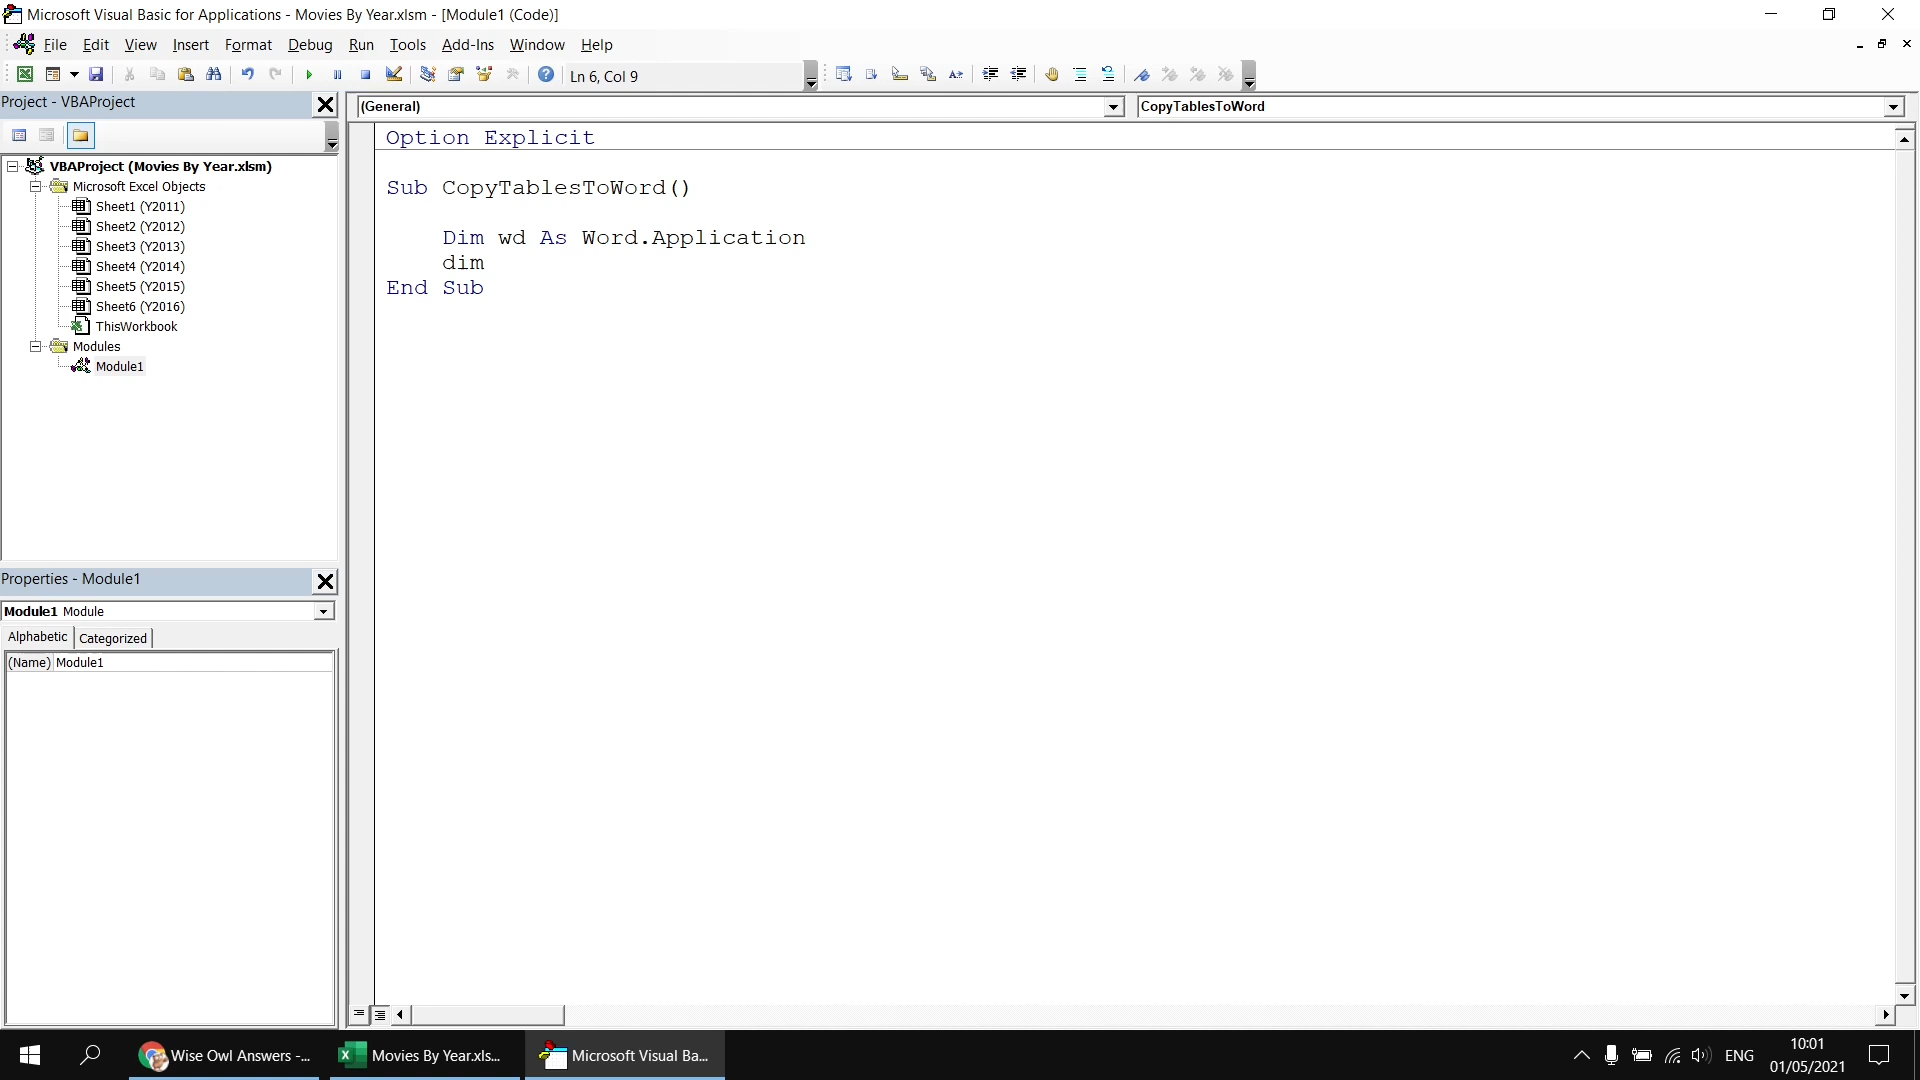 Microsoft Visual Basic for Applications - Movies By Year.xlsm - [Module1 (Code)]
File Edit View Insert Format Debug Run Tools Add-Ins Window Help
Ln 6, Col 9
Project - VBAProject
(General)
CopyTablesToWord
Option Explicit
VBAProject (Movies By Year.xlsm)
Microsoft Excel Objects
Sheet1 (Y2011)
Sheet2 (Y2012)
Sheet3 (Y2013)
Sheet4 (Y2014)
Sheet5 (Y2015)
Sheet6 (Y2016)
ThisWorkbook
Modules
Module1
Sub CopyTablesToWord()
Dim wd As Word.Application
dim
End Sub
Properties - Module1
Module1 Module
Alphabetic Categorized
(Name) Module1
Wise Owl Answers -...
Movies By Year.xls...
Microsoft Visual Ba...
ENG
10:01
01/05/2021